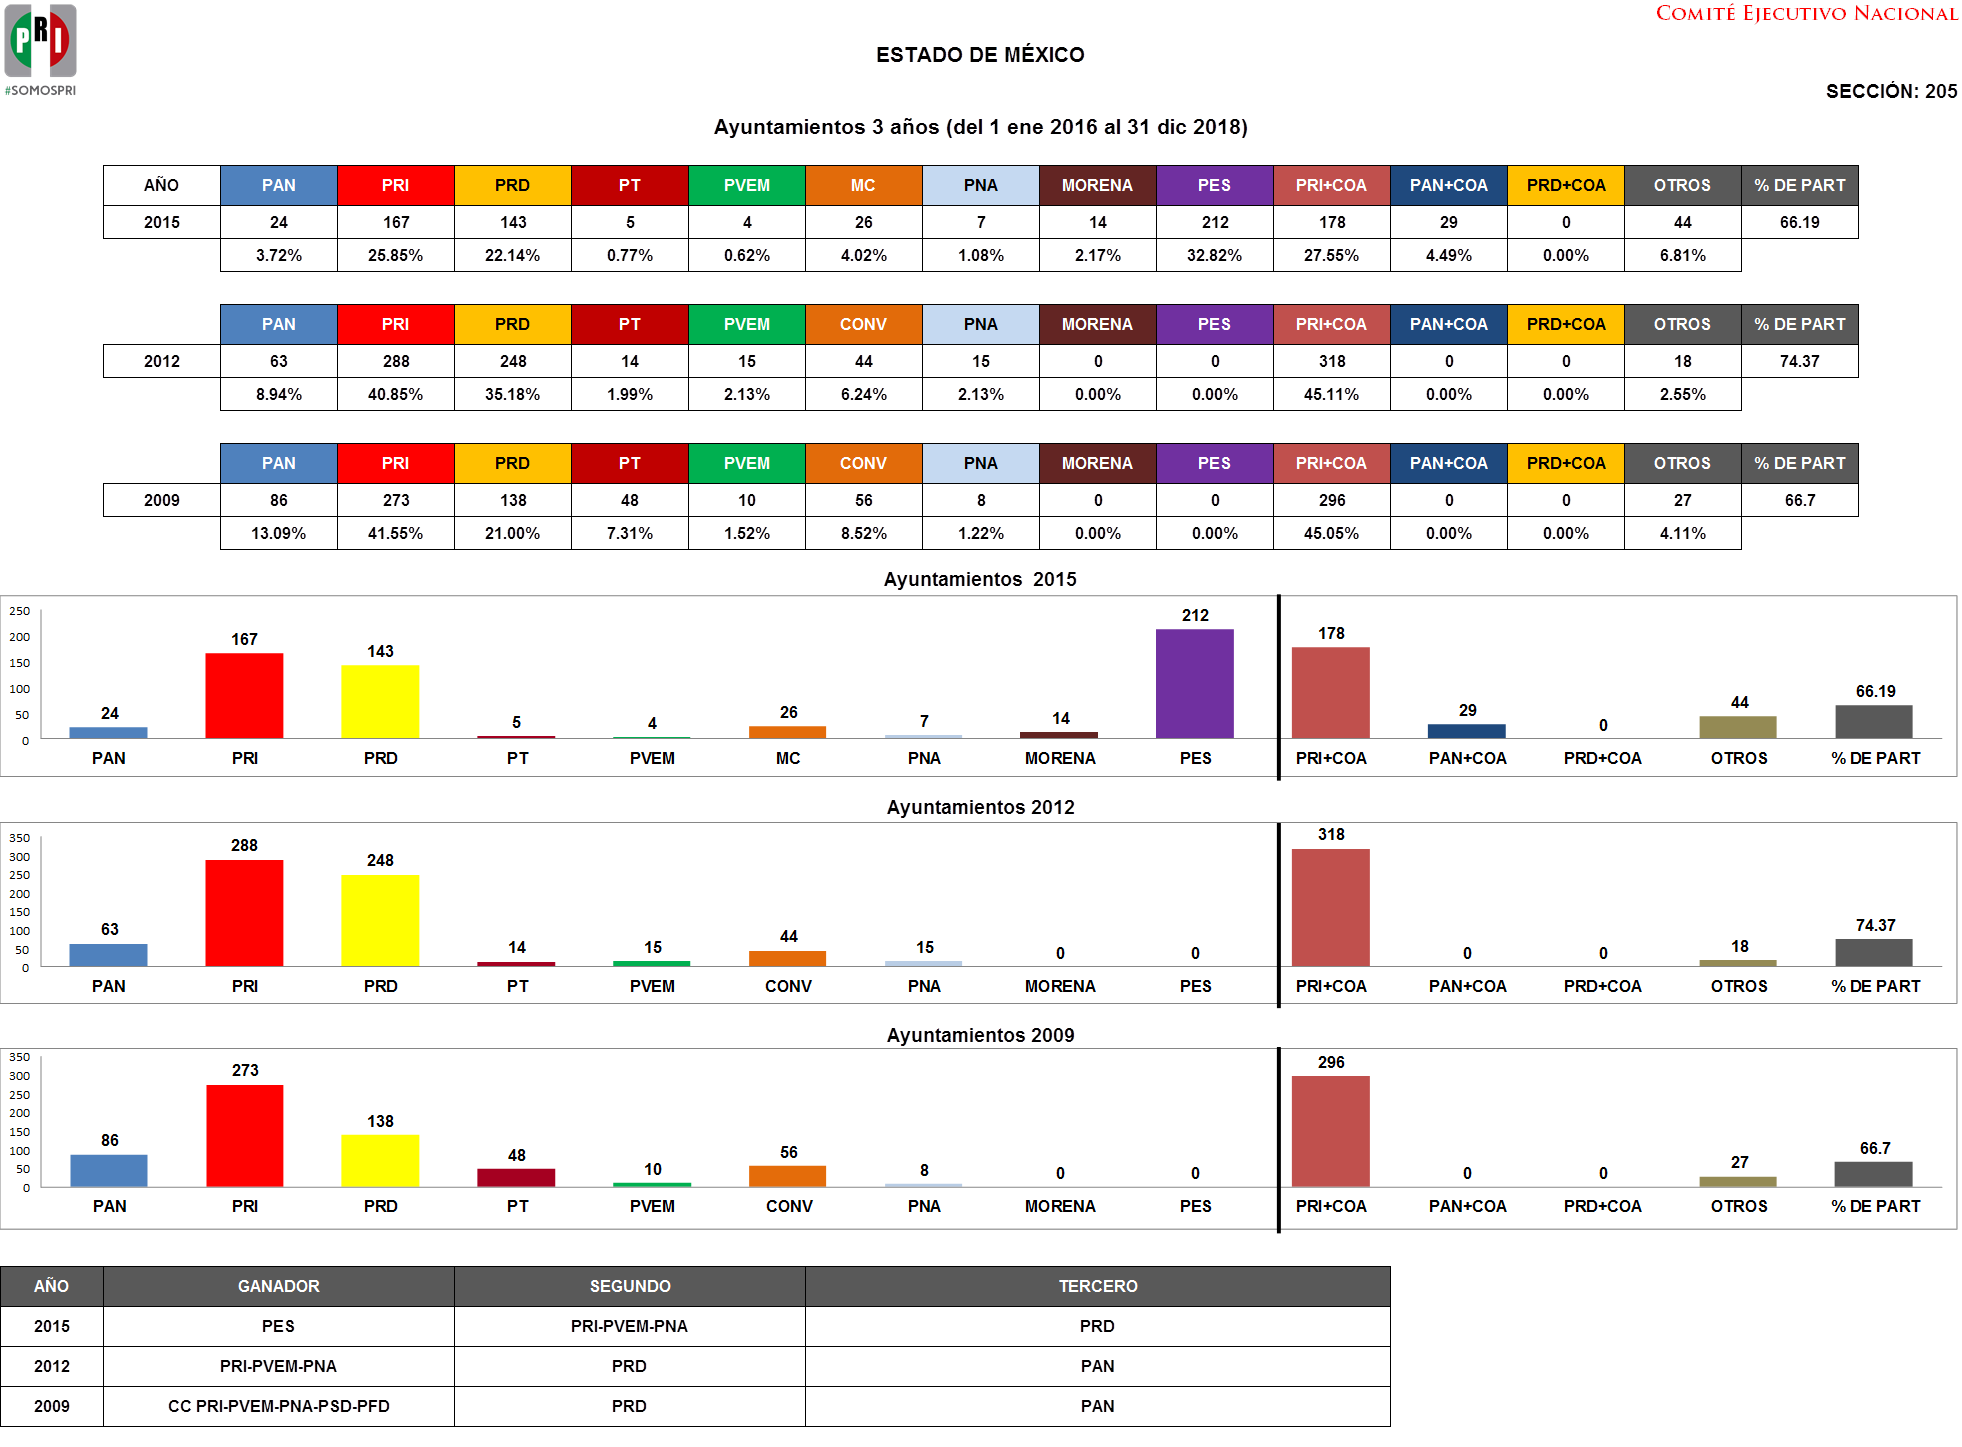 PRI
#SOMOSPRI
COMITÉ EJECUTIVO NACIONAL
ESTADO DE MÉXICO
SECCIÓN: 205
Ayuntamientos 3 años (del 1 ene 2016 al 31 dic 2018)
AÑO PAN PRI PRD PT PVEM MC PNA MORENA PES PRI+COA PAN+COA PRD+COA OTROS % DE PART
2015 24 167 143 5 4 26 7 14 212 178 29 0 44 66.19
3.72% 25.85% 22.14% 0.77% 0.62% 4.02% 1.08% 2.17% 32.82% 27.55% 4.49% 0.00% 6.81%
PAN PRI PRD PT PVEM CONV PNA MORENA PES PRI+COA PAN+COA PRD+COA OTROS % DE PART
2012 63 288 248 14 15 44 15 0 0 318 0 0 18 74.37
8.94% 40.85% 35.18% 1.99% 2.13% 6.24% 2.13% 0.00% 0.00% 45.11% 0.00% 0.00% 2.55%
PAN PRI PRD PT PVEM CONV PNA MORENA PES PRI+COA PAN+COA PRD+COA OTROS % DE PART
2009 86 273 138 48 10 56 8 0 0 296 0 0 27 66.7
13.09% 41.55% 21.00% 7.31% 1.52% 8.52% 1.22% 0.00% 0.00% 45.05% 0.00% 0.00% 4.11%
Ayuntamientos 2015
250
200
150
100
50
0
24 167 143 5 4 26 7 14 212 178 29 0 44 66.19
PAN PRI PRD PT PVEM MC PNA MORENA PES PRI+COA PAN+COA PRD+COA OTROS % DE PART
Ayuntamientos 2012
350
300
250
200
150
100
50
0
63 288 248 14 15 44 15 0 0 318 0 0 18 74.37
PAN PRI PRD PT PVEM CONV PNA MORENA PES PRI+COA PAN+COA PRD+COA OTROS % DE PART
Ayuntamientos 2009
350
300
250
200
150
100
50
0
86 273 138 48 10 56 8 0 0 296 0 0 27 66.7
PAN PRI PRD PT PVEM CONV PNA MORENA PES PRI+COA PAN+COA PRD+COA OTROS % DE PART
AÑO GANADOR SEGUNDO TERCERO
2015 PES PRI-PVEM-PNA PRD
2012 PRI-PVEM-PNA PRD PAN
2009 CC PRI-PVEM-PNA-PSD-PFD PRD PAN